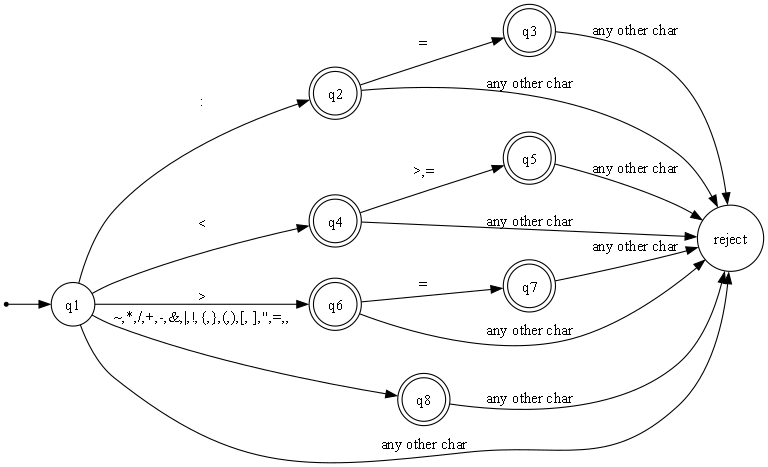 q3
any other char
=
q2
any other char
:
q5
any other char
>,=
q4
any other char
<
reject
any other char
q7
=
>
q1
q6
~,*,/,+,-,&,|,!, (,},(,),[, ],",=,,
any other char
q8
any other char
any other char